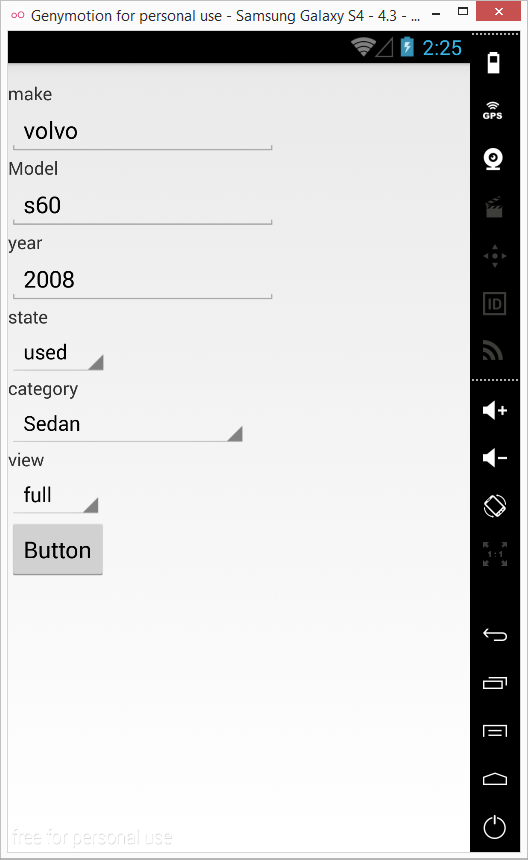 Genymotion for personal use - Samsung Galaxy S4 - 4.3 - ...
2:25
make
volvo
Model
s60
year
2008
state
used
category
Sedan
view
full
Button
free for personal use
GPS
ID
1:1